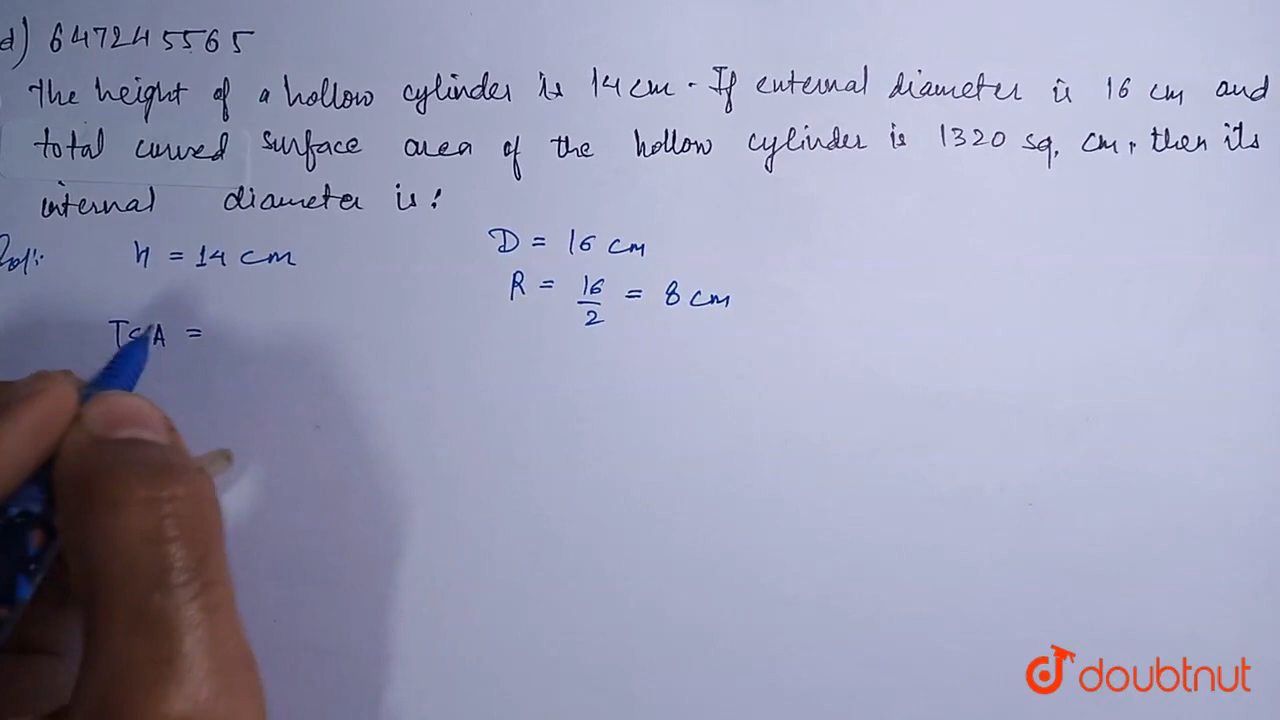 d) 647245565
The height of a hollow cylinder is 14 cm. If external diameter is 16 cm and
total curved surface area of the hollow cylinder is 1320 sq. cm, then its
internal diameter is:
Sol:
h = 14 cm
D = 16 cm
R = 16/2 = 8 cm
TCA =
doubtnut